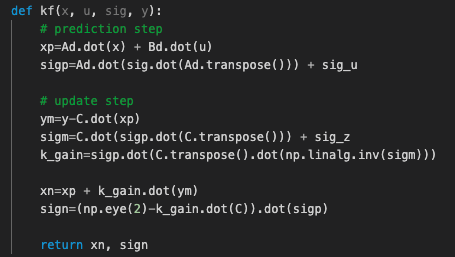 def kf(x, u, sig, y):
# prediction step
xp=Ad.dot(x) + Bd.dot(u)
sigp=Ad.dot(sig.dot(Ad.transpose())) + sig_u
# update step
ym=y-C.dot(xp)
sigm=C.dot(sigp.dot(C.transpose())) + sig_z
k_gain=sigp.dot(C.transpose().dot(np.linalg.inv(sigm)))
xn=xp + k_gain.dot(ym)
sign=(np.eye(2)-k_gain.dot(C)).dot(sigp)
return xn, sign